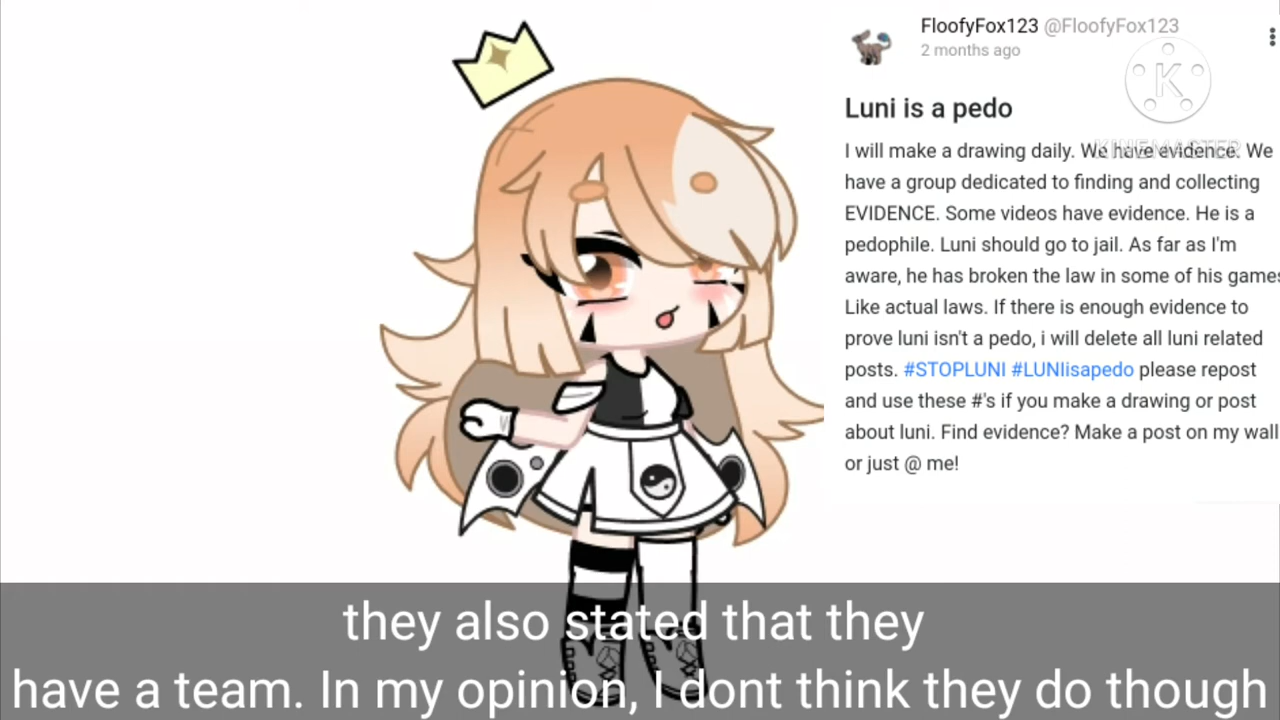 FloofyFox123 @FloofyFox123
2 months ago
K
KINEMASTER
Luni is a pedo
I will make a drawing daily. We have evidence. We
have a group dedicated to finding and collecting
EVIDENCE. Some videos have evidence. He is a
pedophile. Luni should go to jail. As far as I'm
aware, he has broken the law in some of his games
Like actual laws. If there is enough evidence to
prove luni isn't a pedo, i will delete all luni related
posts. #STOPLUNI #LUNIisapedo please repost
and use these #'s if you make a drawing or post
about luni. Find evidence? Make a post on my wall
or just @ me!
they also stated that they
have a team. In my opinion, I dont think they do though